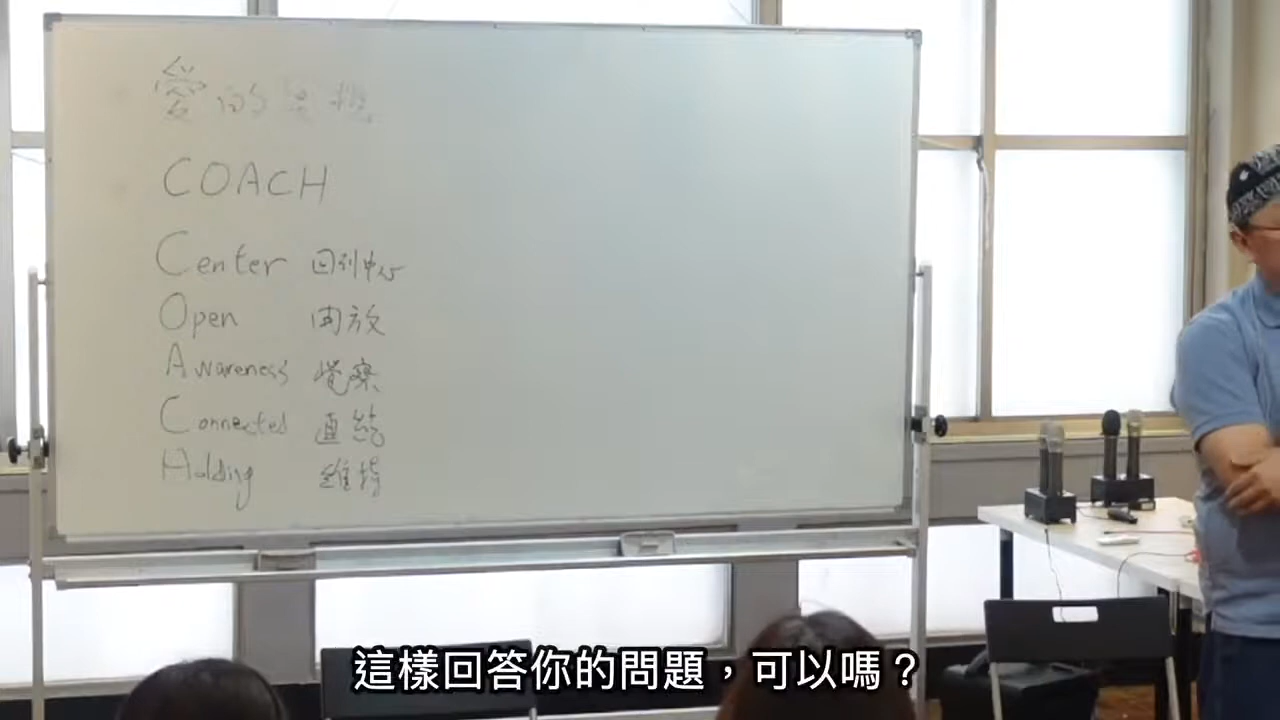 愛的
COACH
Center 回到中心
Open 開放
Awareness 覺察
Connected 直結
Holding 維持
這樣回答你的問題，可以嗎？